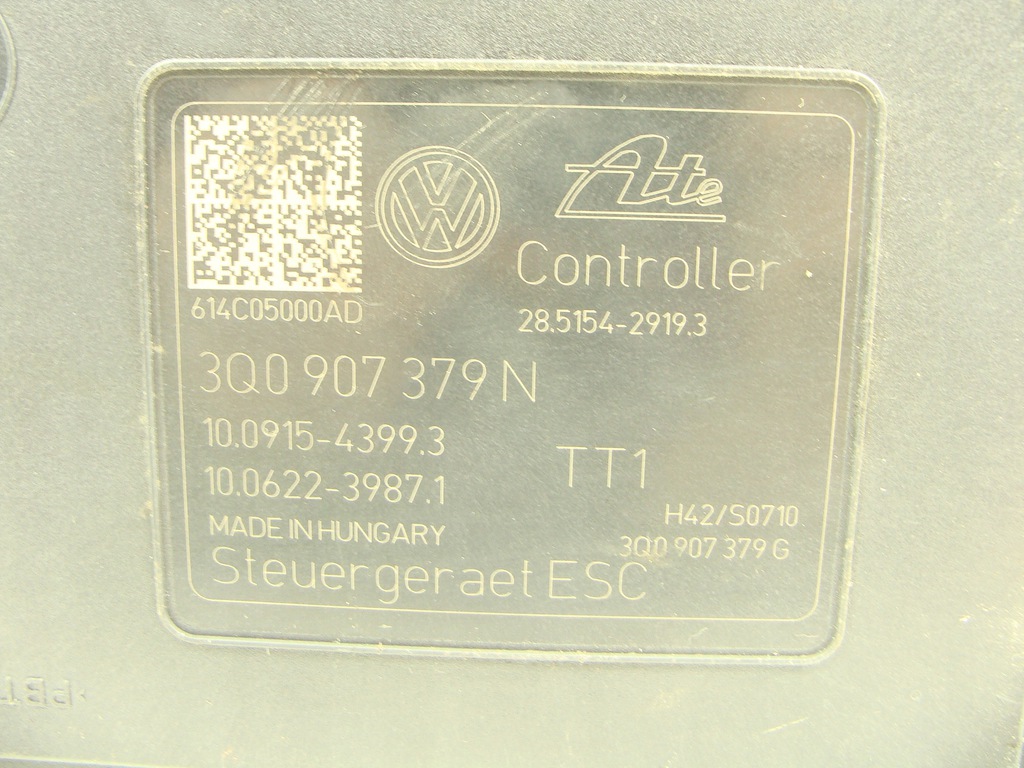 Ate
Controller
614C05000AD
28.5154-2919.3
3Q0 907 379 N
10.0915-4399.3
TT1
10.0622-3987.1
H42/S0710
MADE IN HUNGARY
3Q0 907 379 G
Steuergeraet ESC